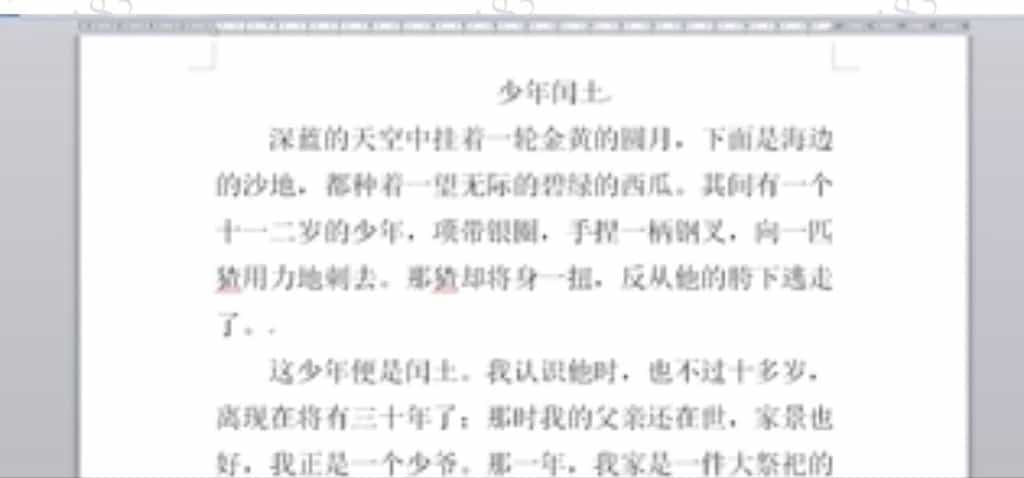 少年闰土
深蓝的天空中挂着一轮金黄的圆月，下面是海边
的沙地，都种着一望无际的碧绿的西瓜。其间有一个
十一二岁的少年，项带银圈，手捏一柄钢叉，向一匹
猹用力地刺去。那猹却将身一扭，反从他的胯下逃走
了。
这少年便是闰土。我认识他时，也不过十多岁，
离现在将有三十年了；那时我的父亲还在世，家景也
好，我正是一个少爷。那一年，我家是一件大祭祀的